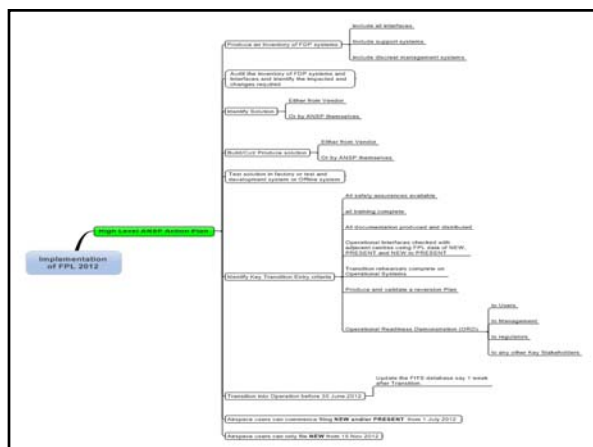 Implementation
of FPL 2012
High Level ANSP Action Plan
Produce an Inventory of FDP systems
Include all interfaces
Include support systems
Include discreet management systems
Audit the Inventory of FDP systems and
Interfaces and identify the impacted and
changes required
Identify Solution
Either from Vendor
Or by ANSP themselves
Build/Cut/ Produce solution
Either from Vendor
Or by ANSP themselves
Test solution in factory or test and
development system or Offline system
Identify Key Transition Entry criteria
All safety assurances available
all training complete
All documentation produced and distributed
Operational Interfaces checked with
adjacent centres using FPL data of NEW,
PRESENT and NEW to PRESENT
Transition rehearsals complete on
Operational Systems
Produce and validate a reversion Plan
Operational Readiness Demonstration (ORD)
to Users
to Management
to regulators
to any other Key Stakeholders
Transition into Operation before 30 June 2012
Update the FITS database say 1 week
after Transition.
Airspace users can commence filing NEW and/or PRESENT from 1 July 2012
Airspace users can only file NEW from 15 Nov 2012